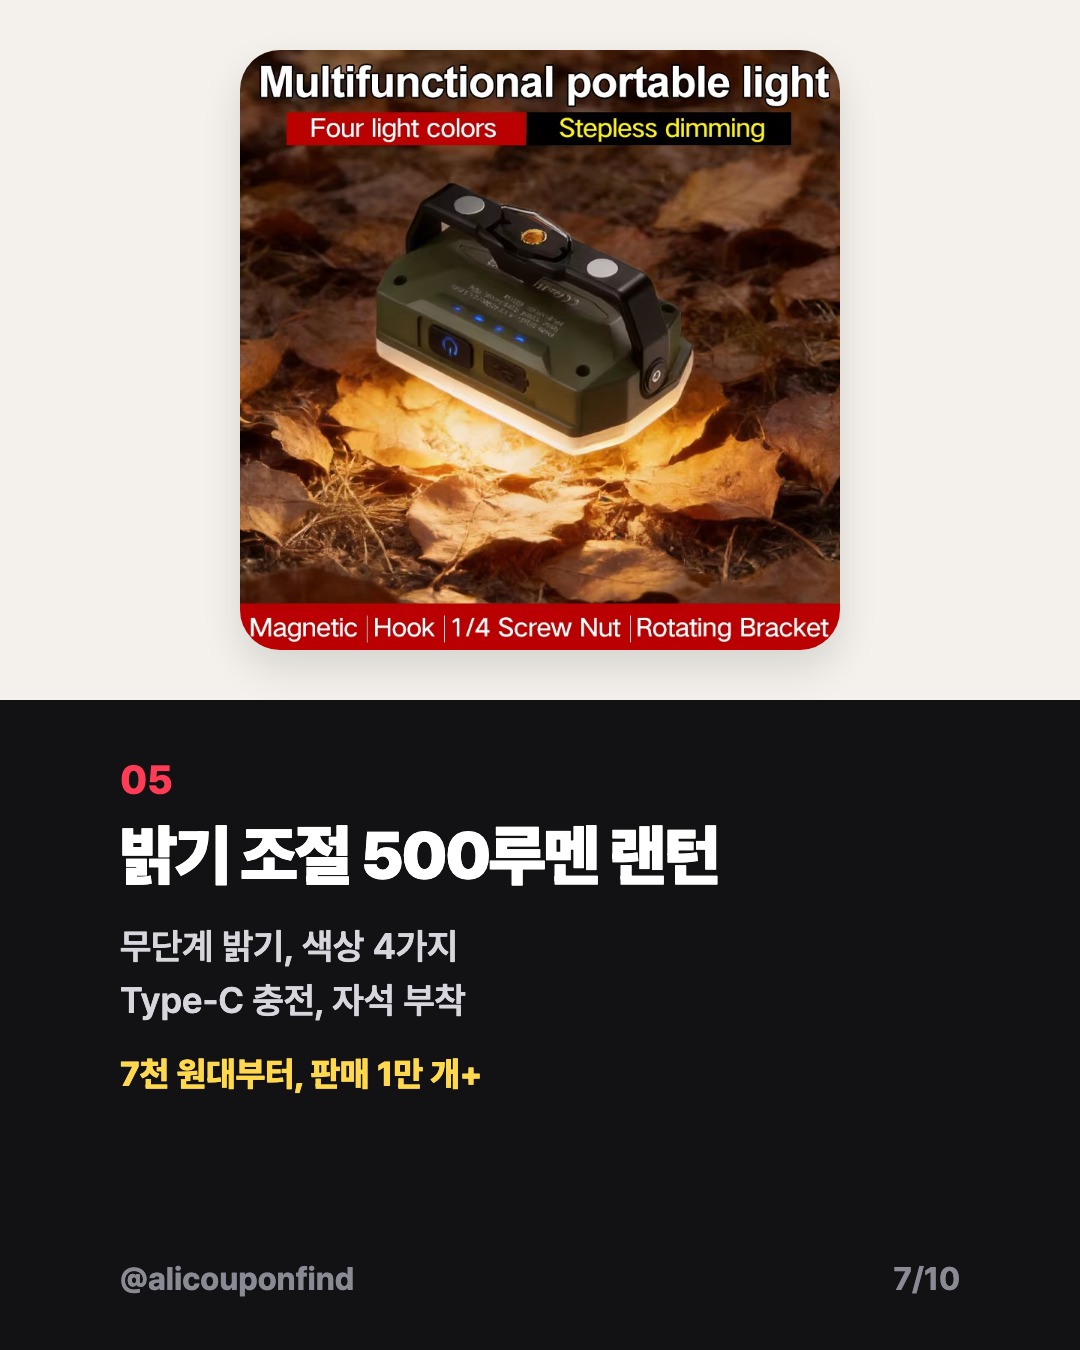 Multifunctional portable light
Four light colors Stepless dimming
Magnetic | Hook | 1/4 Screw Nut | Rotating Bracket
05
밝기 조절 500루멘 랜턴
무단계 밝기, 색상 4가지
Type-C 충전, 자석 부착
7천 원대부터, 판매 1만 개+
@alicouponfind 7/10